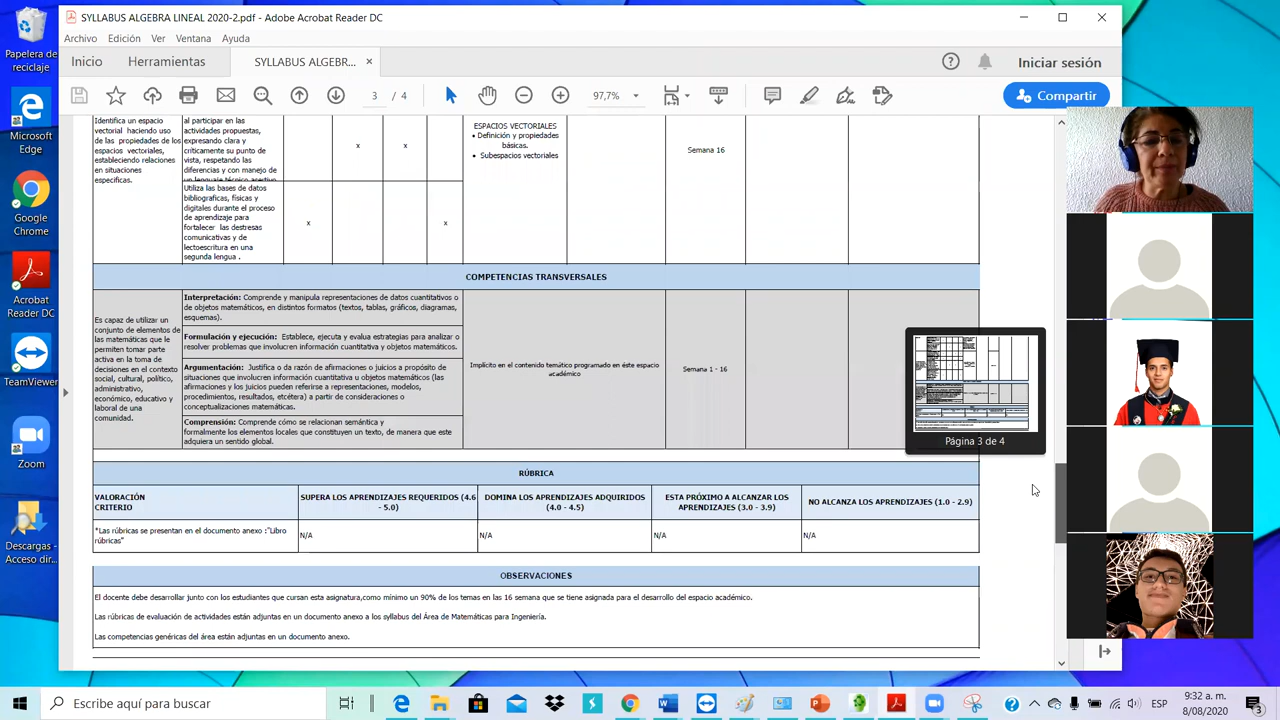 SYLLABUS ALGEBRA LINEAL 2020-2.pdf - Adobe Acrobat Reader DC
Archivo Edición Ver Ventana Ayuda
Inicio Herramientas SYLLABUS ALGEBR... × Iniciar sesión
3 / 4 97,7% Compartir
Papelera de
reciclaje
Microsoft
Edge
Google
Chrome
Acrobat
Reader DC
TeamViewer
Zoom
Descargas -
Acceso dir...
Identifica un espacio
vectorial haciendo uso
de las propiedades de los
espacios vectoriales,
estableciendo relaciones
en situaciones
especificas.
al participar en las
actividades propuestas,
expresando clara y
críticamente su punto de
vista, respetando las
diferencias y con manejo de
un lenguaje técnico asertivo
x x
ESPACIOS VECTORIALES
• Definición y propiedades
básicas.
• Subespacios vectoriales
Semana 16
Utiliza las bases de datos
bibliograficas, físicas y
digitales durante el proceso
de aprendizaje para
fortalecer las destresas
comunicativas y de
lectoescritura en una
segunda lengua .
x x
COMPETENCIAS TRANSVERSALES
Es capaz de utilizar un
conjunto de elementos de
las matemáticas que le
permiten tomar parte
activa en la toma de
decisiones en el contexto
social, cultural, político,
administrativo,
económico, educativo y
laboral de una
comunidad.
Interpretación: Comprende y manipula representaciones de datos cuantitativos o
de objetos matemáticos, en distintos formatos (textos, tablas, gráficos, diagramas,
esquemas).
Formulación y ejecución: Establece, ejecuta y evalua estrategias para analizar o
resolver problemas que involucren información cuantitativa y objetos matemáticos.
Argumentación: Justifica o da razón de afirmaciones o juicios a propósito de
situaciones que involucren información cuantitativa u objetos matemáticos (las
afirmaciones y los juicios pueden referirse a representaciones, modelos,
procedimientos, resultados, etcétera) a partir de consideraciones o
conceptualizaciones matemáticas.
Comprensión: Comprende cómo se relacionan semántica y
formalmente los elementos locales que constituyen un texto, de manera que este
adquiera un sentido global.
Implícito en el contenido temático programado en éste espacio
académico
Semana 1 - 16
Página 3 de 4
RÚBRICA
VALORACIÓN
CRITERIO
SUPERA LOS APRENDIZAJES REQUERIDOS (4.6
- 5.0)
DOMINA LOS APRENDIZAJES ADQUIRIDOS
(4.0 - 4.5)
ESTA PRÓXIMO A ALCANZAR LOS
APRENDIZAJES (3.0 - 3.9)
NO ALCANZA LOS APRENDIZAJES (1.0 - 2.9)
*Las rúbricas se presentan en el documento anexo :"Libro
rúbricas"
N/A N/A N/A N/A
OBSERVACIONES
El docente debe desarrollar junto con los estudiantes que cursan esta asignatura,como mínimo un 90% de los temas en las 16 semana que se tiene asignada para el desarrollo del espacio académico.
Las rúbricas de evaluación de actividades están adjuntas en un documento anexo a los syllabus del Área de Matemáticas para Ingeniería.
Las competencias genéricas del área están adjuntas en un documento anexo.
Escribe aquí para buscar
ESP
9:32 a. m.
8/08/2020
3